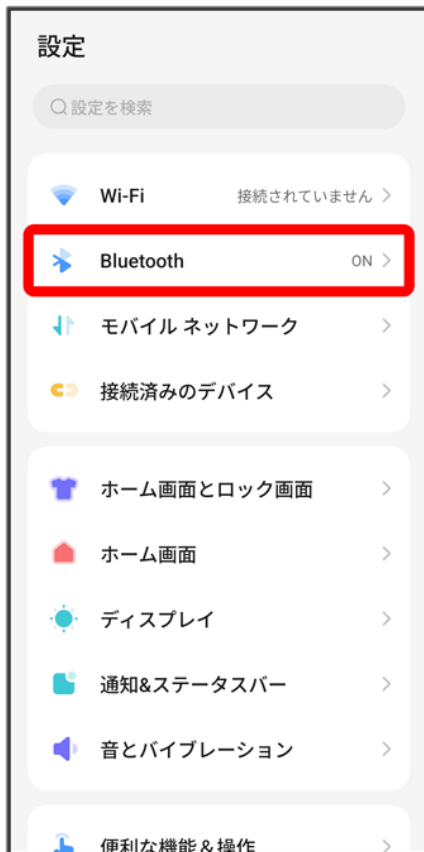 設定
設定を検索
Wi-Fi 接続されていません
Bluetooth ON
モバイル ネットワーク
接続済みのデバイス
ホーム画面とロック画面
ホーム画面
ディスプレイ
通知&ステータスバー
音とバイブレーション
便利な機能&操作